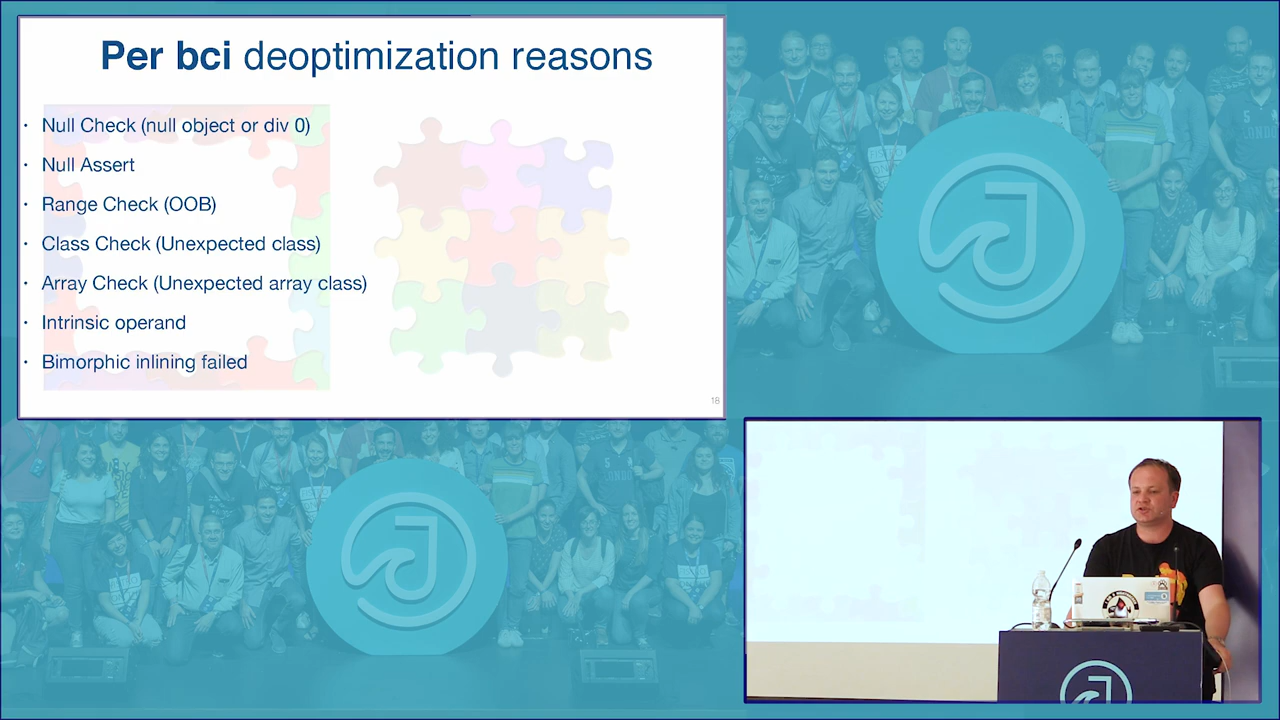 Per bci deoptimization reasons
· Null Check (null object or div 0)
· Null Assert
· Range Check (OOB)
· Class Check (Unexpected class)
· Array Check (Unexpected array class)
· Intrinsic operand
· Bimorphic inlining failed
18